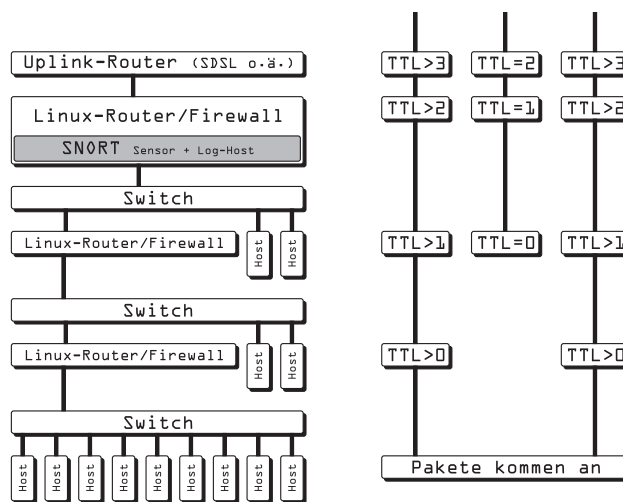 Uplink-Router (SDSL o.ä.)
Linux-Router/Firewall
SNORT Sensor + Log-Host
Switch
Linux-Router/Firewall
Host
Host
Switch
Linux-Router/Firewall
Host
Host
Switch
Host
Host
Host
Host
Host
Host
Host
Host
Host
TTL>3 TTL=2 TTL>3
TTL>2 TTL=1 TTL>2
TTL>1 TTL=0 TTL>1
TTL>0 TTL>0
Pakete kommen an